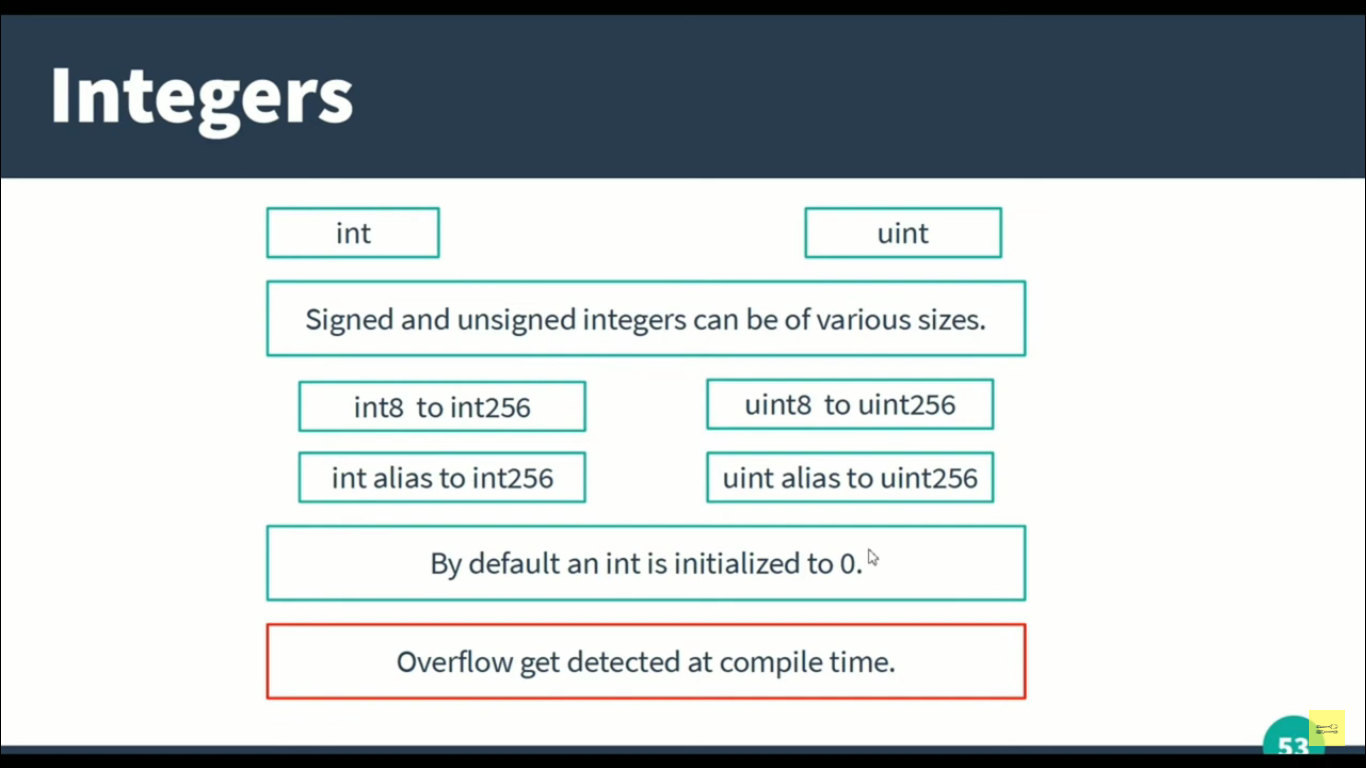 Integers
int
uint
Signed and unsigned integers can be of various sizes.
int8 to int256
uint8 to uint256
int alias to int256
uint alias to uint256
By default an int is initialized to 0.
Overflow get detected at compile time.
53